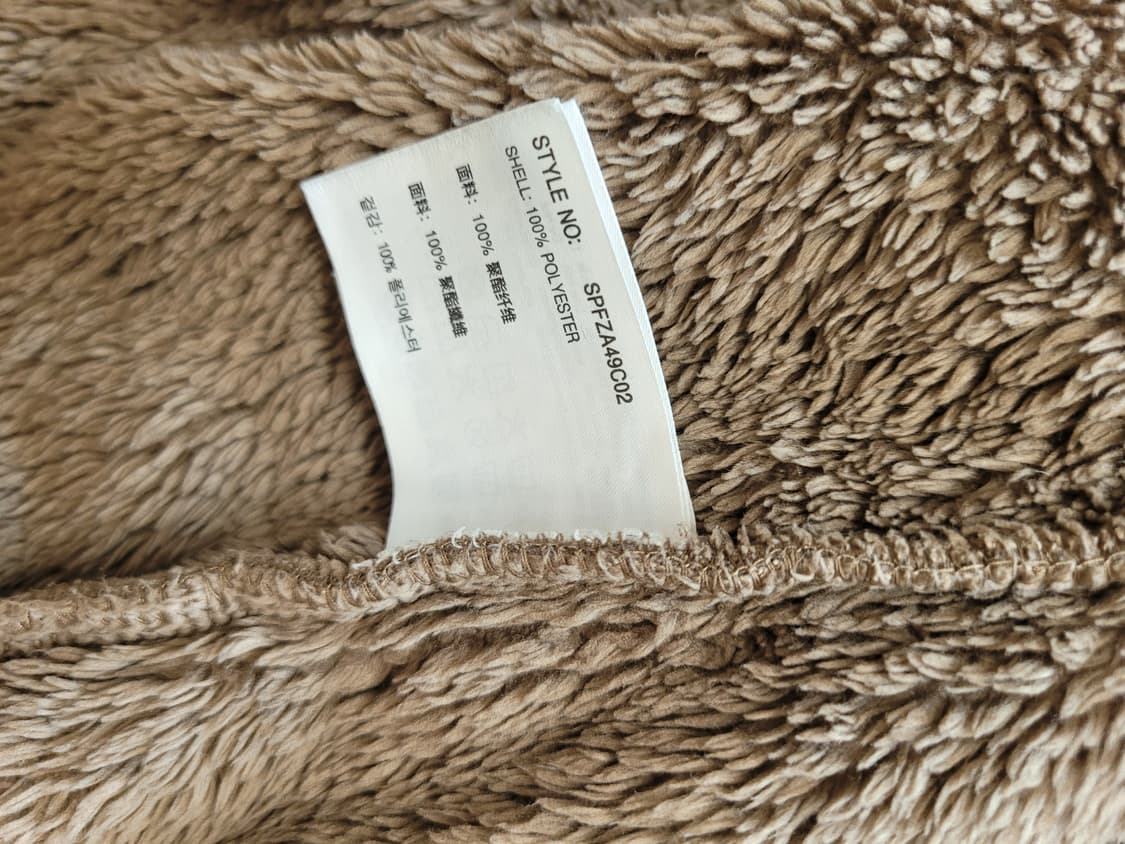 STYLE NO: SPFZA49C02
SHELL: 100% POLYESTER
面料: 100% 聚酯纤维
面料: 100% 聚酯纖維
겉감: 100% 폴리에스터